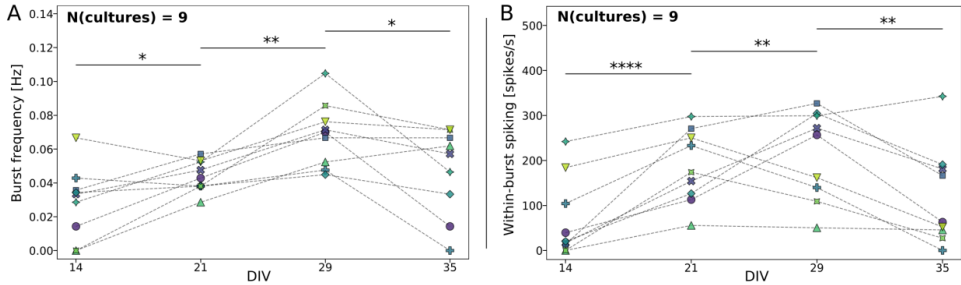 A
N(cultures) = 9
Burst frequency [Hz]
0.14
0.12
0.10
0.08
0.06
0.04
0.02
0.00
*
**
*
14 21 29 35
DIV
B
N(cultures) = 9
Within-burst spiking [spikes/s]
500
400
300
200
100
0
****
**
**
14 21 29 35
DIV